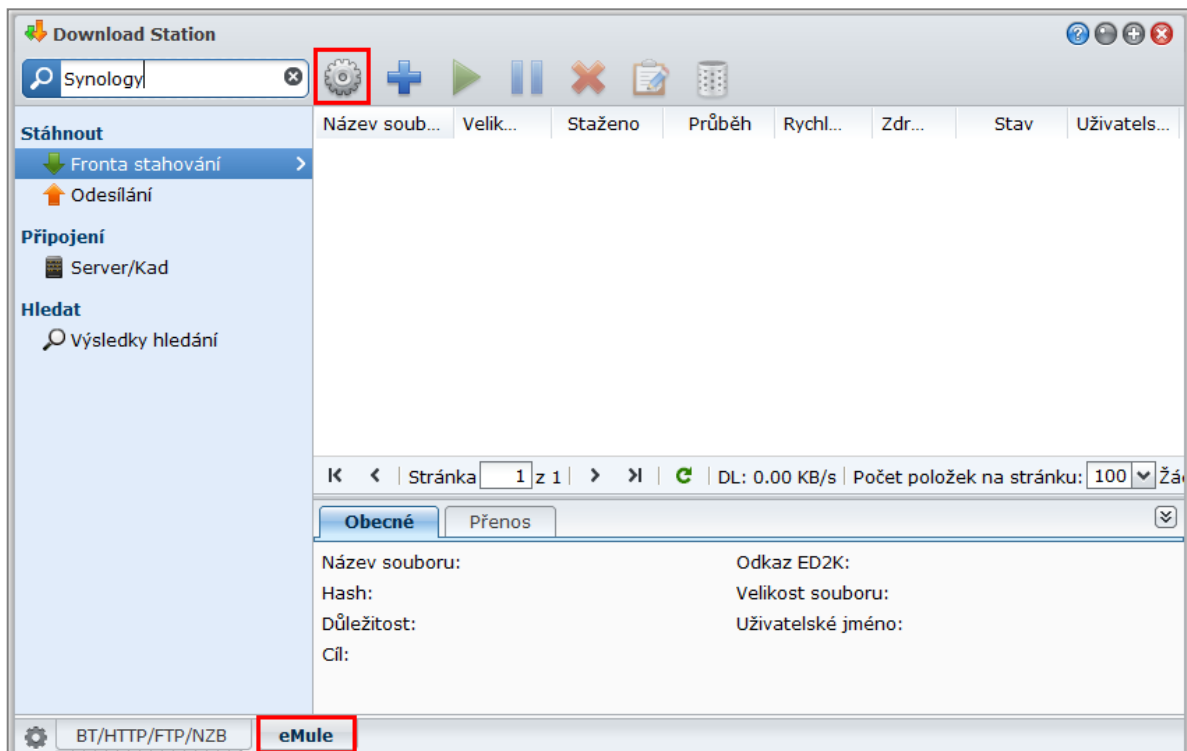 Download Station
Synology
Stáhnout
Fronta stahování
Odesílání
Připojení
Server/Kad
Hledat
Výsledky hledání
Název soub... Velik... Staženo Průběh Rychl... Zdr... Stav Uživatels...
Stránka 1 z 1 DL: 0.00 KB/s Počet položek na stránku: 100
Obecné Přenos
Název souboru: Odkaz ED2K:
Hash: Velikost souboru:
Důležitost: Uživatelské jméno:
Cíl:
BT/HTTP/FTP/NZB eMule